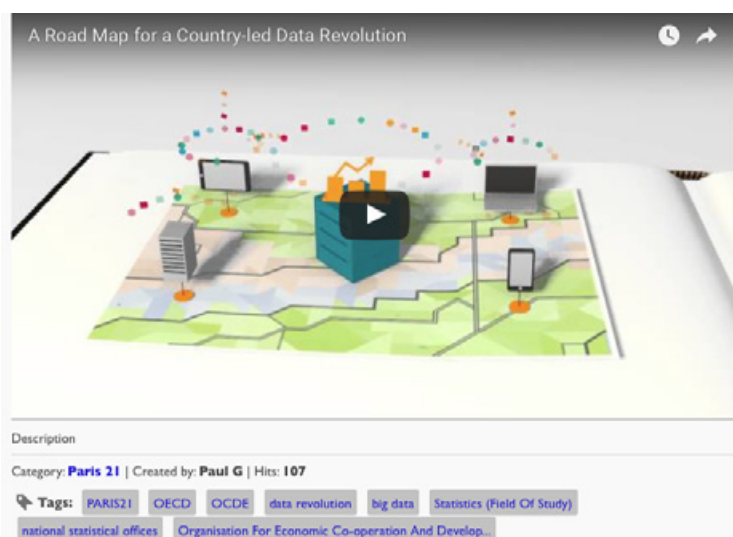 A Road Map for a Country-led Data Revolution
Description
Category: Paris 21 | Created by: Paul G | Hits: 107
Tags: PARIS21 OECD OCDE data revolution big data Statistics (Field Of Study)
national statistical offices Organisation For Economic Co-operation And Develop...